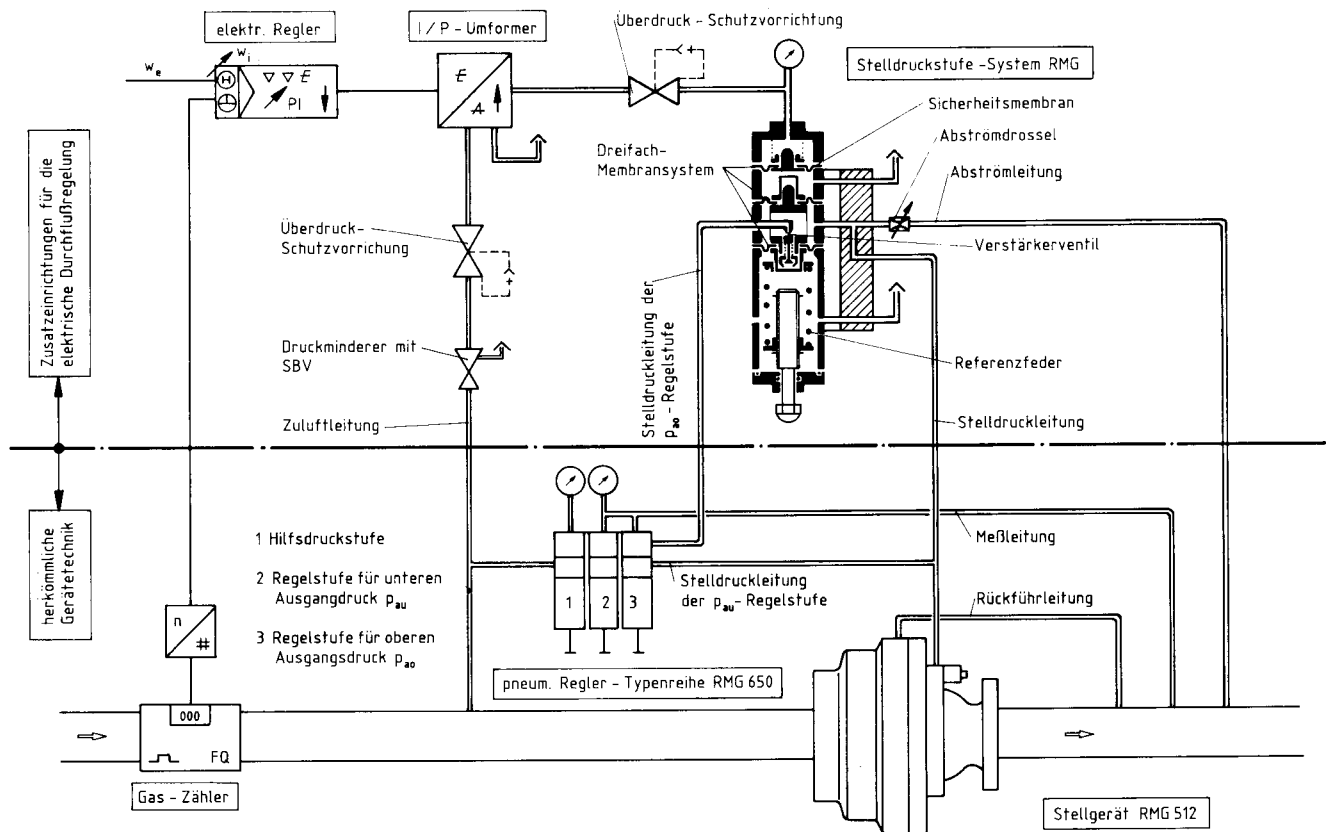 elektr. Regler
I / P - Umformer
Überdruck - Schutzvorrichtung
Stelldruckstufe - System RMG
w_e
w_i
E
PI
E
A
Sicherheitsmembran
Abströmdrossel
Dreifach-
Membransystem
Abströmleitung
Verstärkerventil
Überdruck-
Schutzvorrichung
Zusatzeinrichtungen für die
elektrische Durchflußregelung
Stelldruckleitung der
p_ao - Regelstufe
Druckminderer mit
SBV
Referenzfeder
Zuluftleitung
Stelldruckleitung
herkömmliche
Gerätetechnik
1 Hilfsdruckstufe
2 Regelstufe für unteren
Ausgangdruck p_au
3 Regelstufe für oberen
Ausgangsdruck p_ao
Meßleitung
1 2 3
Stelldruckleitung
der p_au - Regelstufe
Rückführleitung
n
#
pneum. Regler - Typenreihe RMG 650
000
FQ
Gas - Zähler
Stellgerät RMG 512